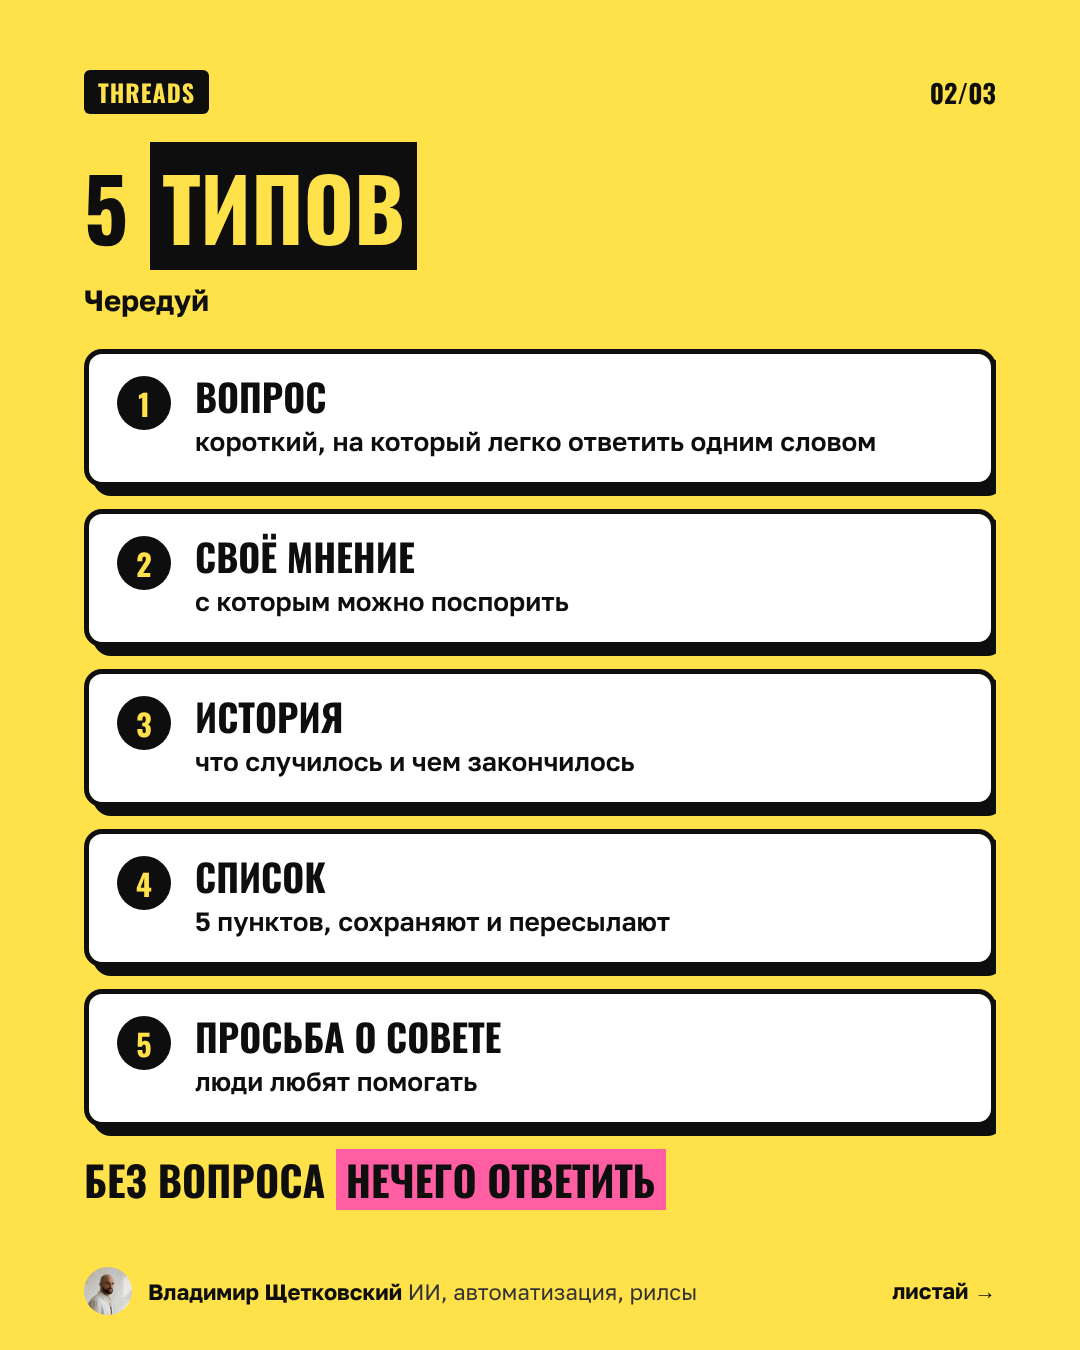 THREADS
02/03
5 ТИПОВ
Чередуй
1 ВОПРОС
короткий, на который легко ответить одним словом
2 СВОЁ МНЕНИЕ
с которым можно поспорить
3 ИСТОРИЯ
что случилось и чем закончилось
4 СПИСОК
5 пунктов, сохраняют и пересылают
5 ПРОСЬБА О СОВЕТЕ
люди любят помогать
БЕЗ ВОПРОСА НЕЧЕГО ОТВЕТИТЬ
Владимир Щетковский ИИ, автоматизация, рилсы
листай →